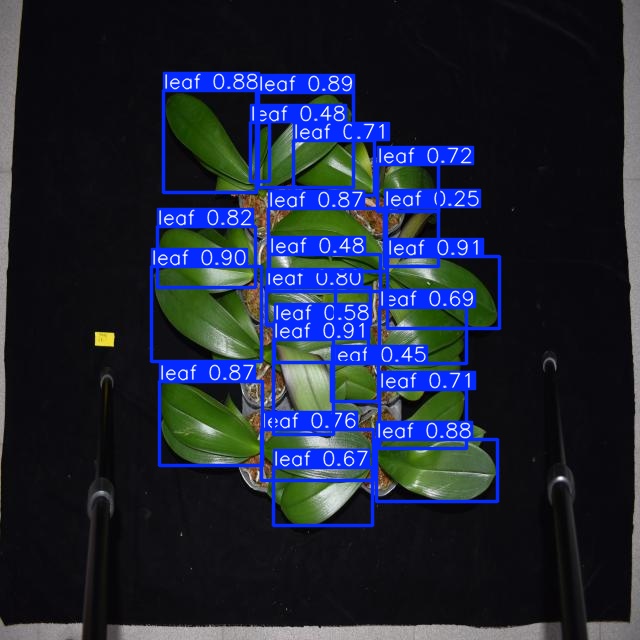 leaf 0.88
leaf 0.89
leaf 0.48
leaf 0.71
leaf 0.72
leaf 0.87
leaf 0.25
leaf 0.82
leaf 0.48
leaf 0.91
leaf 0.90
leaf 0.80
leaf 0.69
leaf 0.58
leaf 0.91
eaf 0.45
leaf 0.87
leaf 0.71
leaf 0.76
leaf 0.88
leaf 0.67